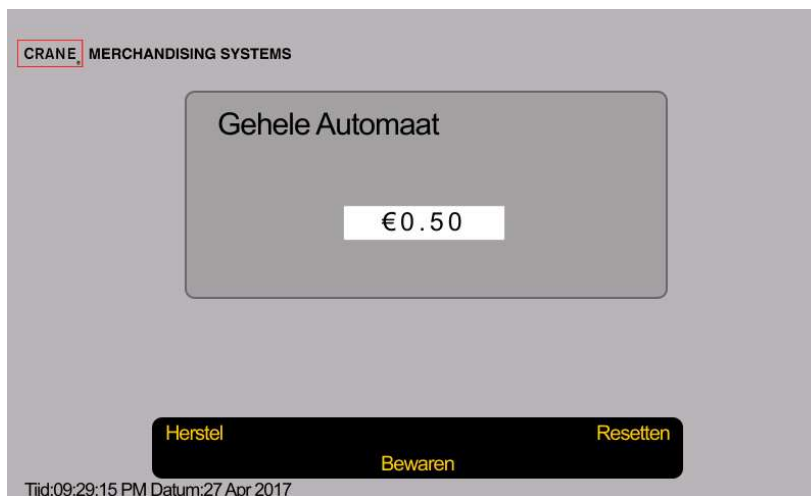 CRANE MERCHANDISING SYSTEMS
Gehele Automaat
€0.50
Herstel Resetten
Bewaren
Tijd:09:29:15 PM Datum:27 Apr 2017